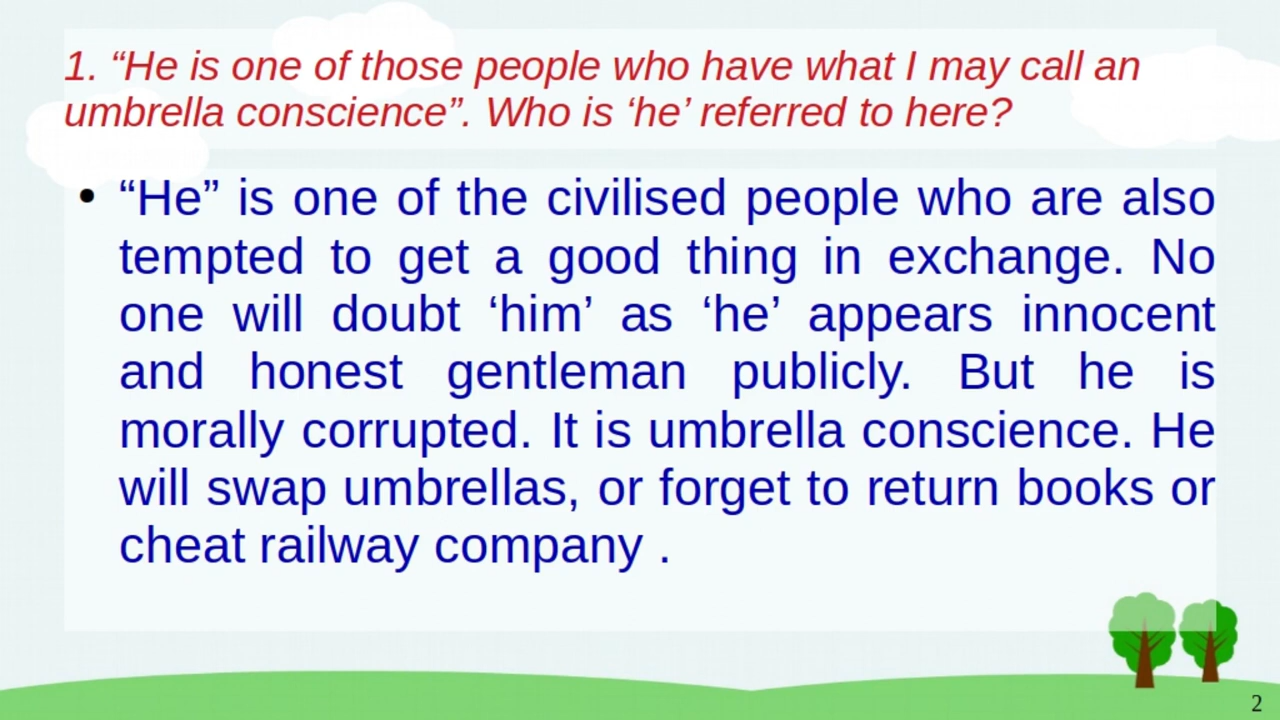 1. “He is one of those people who have what I may call an
umbrella conscience”. Who is ‘he’ referred to here?
• “He” is one of the civilised people who are also
tempted to get a good thing in exchange. No
one will doubt ‘him’ as ‘he’ appears innocent
and honest gentleman publicly. But he is
morally corrupted. It is umbrella conscience. He
will swap umbrellas, or forget to return books or
cheat railway company .
2